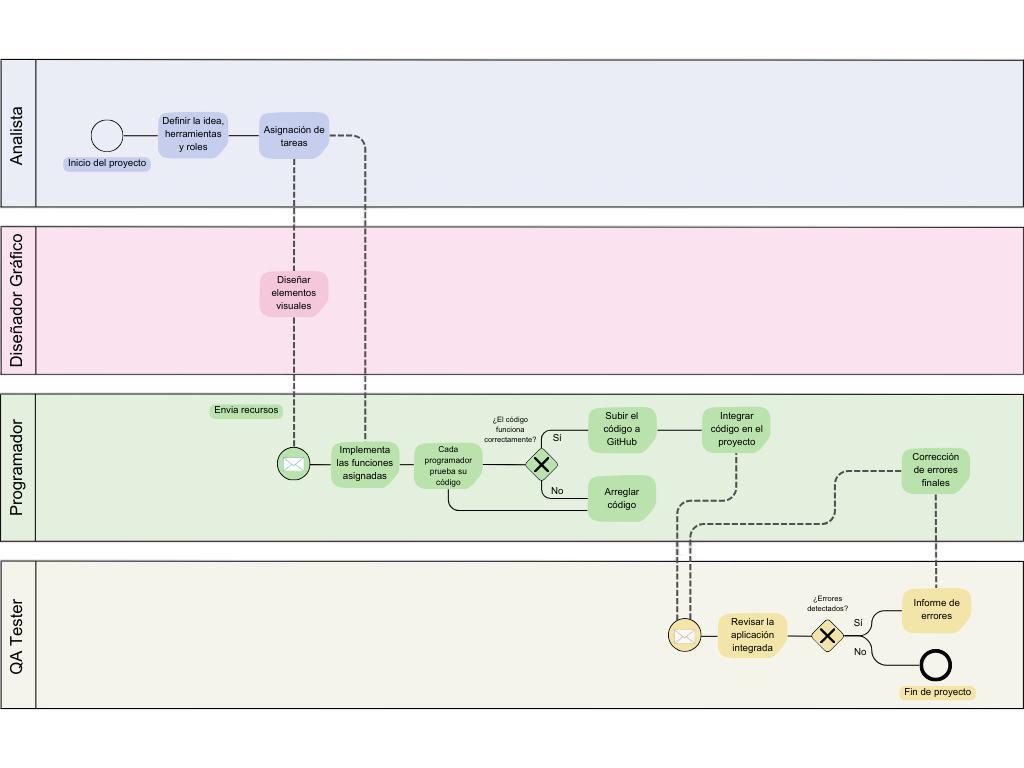 Analista
Inicio del proyecto
Definir la idea,
herramientas
y roles
Asignación de
tareas
Diseñador Gráfico
Diseñar
elementos
visuales
Programador
Envia recursos
Implementa
las funciones
asignadas
Cada
programador
prueba su
código
¿El código
funciona
correctamente?
Sí
No
Subir el
código a
GitHub
Arreglar
código
Integrar
código en el
proyecto
Corrección
de errores
finales
QA Tester
Revisar la
aplicación
integrada
¿Errores
detectados?
Sí
No
Informe de
errores
Fin de proyecto